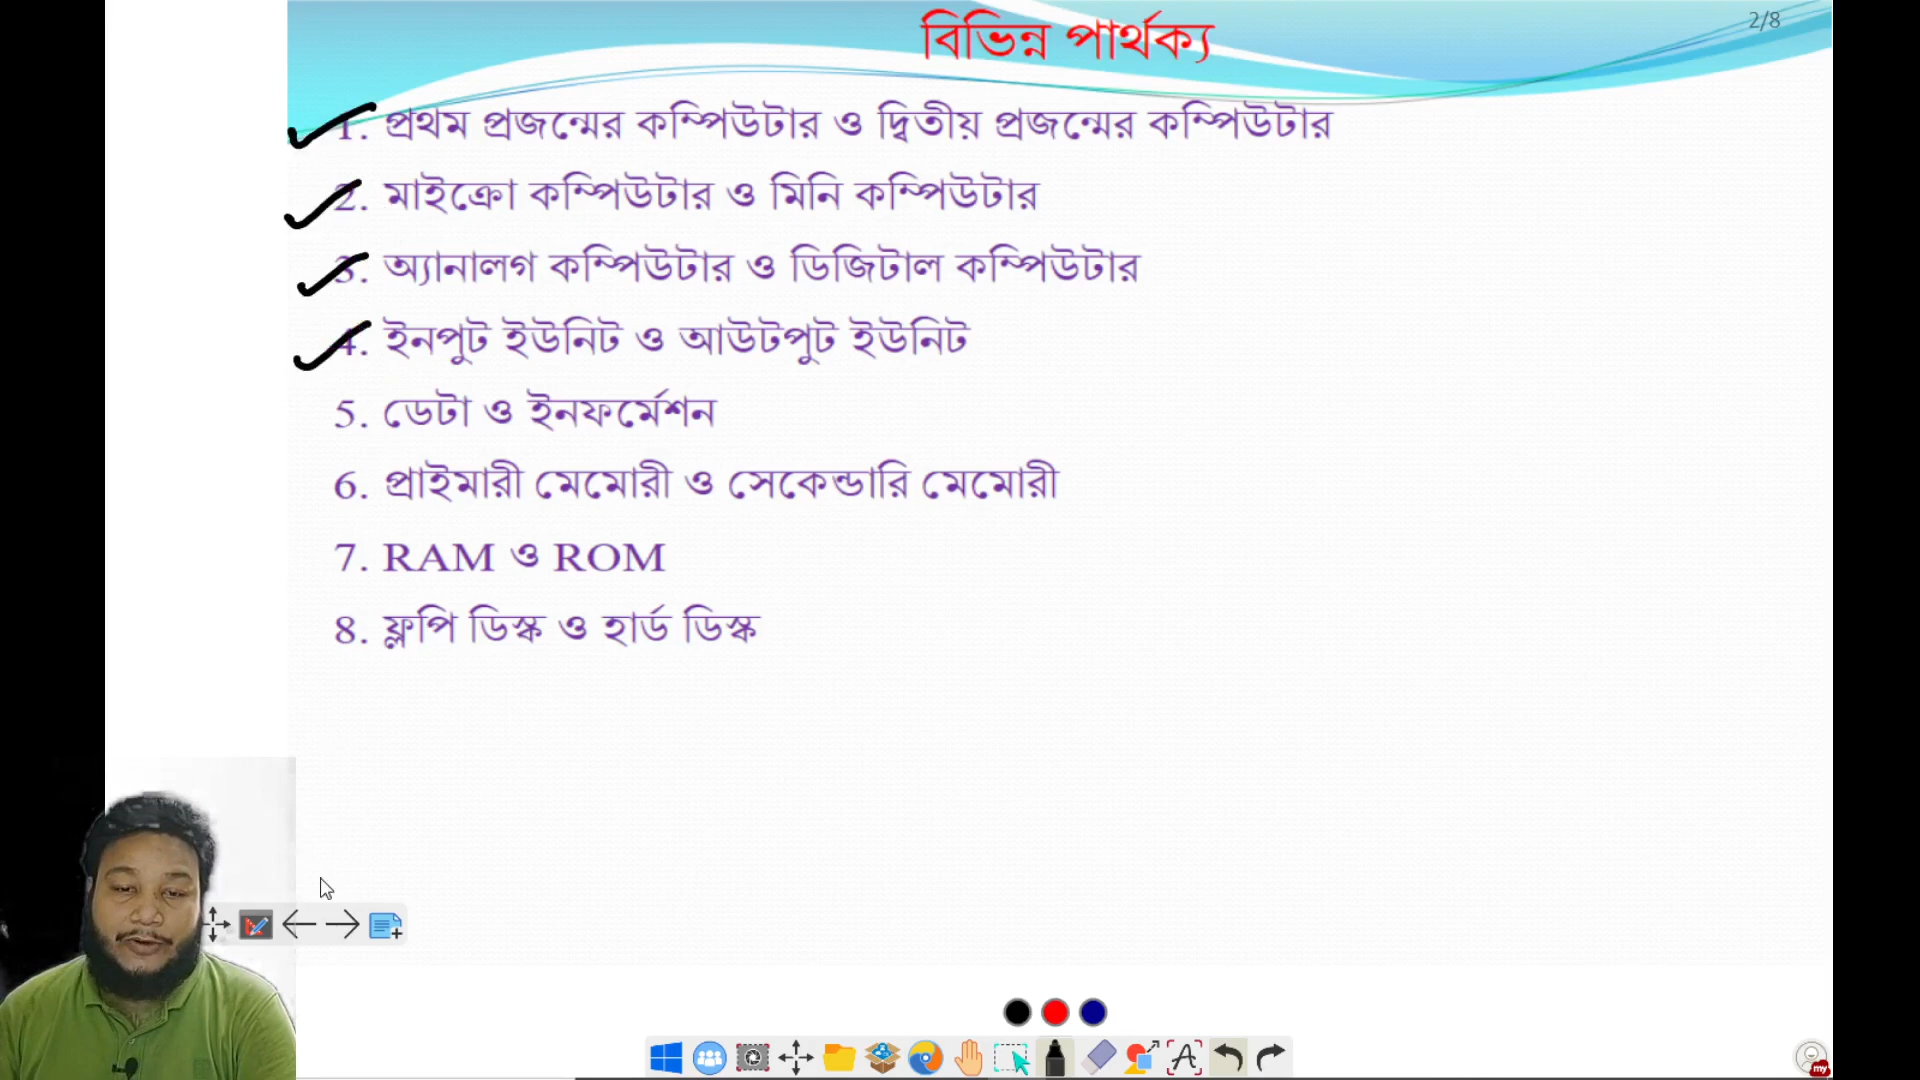 বিভিন্ন পার্থক্য
2/8
1. প্রথম প্রজন্মের কম্পিউটার ও দ্বিতীয় প্রজন্মের কম্পিউটার
2. মাইক্রো কম্পিউটার ও মিনি কম্পিউটার
3. অ্যানালগ কম্পিউটার ও ডিজিটাল কম্পিউটার
4. ইনপুট ইউনিট ও আউটপুট ইউনিট
5. ডেটা ও ইনফর্মেশন
6. প্রাইমারী মেমোরী ও সেকেন্ডারি মেমোরী
7. RAM ও ROM
8. ফ্লপি ডিস্ক ও হার্ড ডিস্ক
my